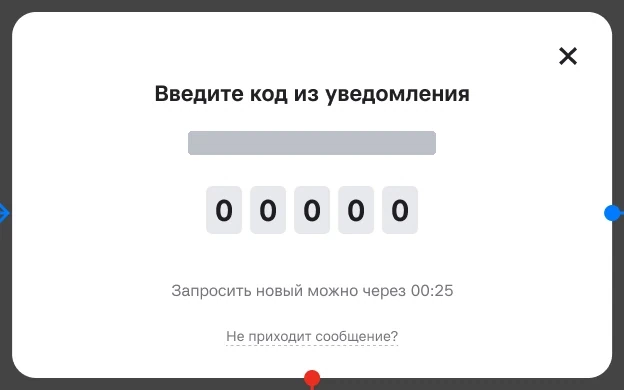 Введите код из уведомления
0 0 0 0 0
Запросить новый можно через 00:25
Не приходит сообщение?